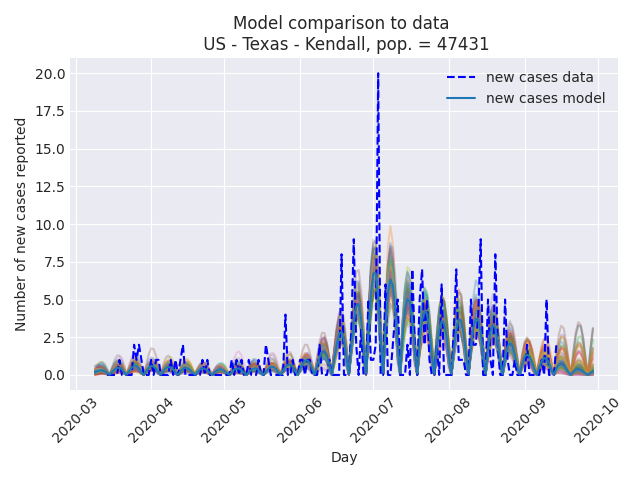 Model comparison to data
US - Texas - Kendall, pop. = 47431
Number of new cases reported
20.0
17.5
15.0
12.5
10.0
7.5
5.0
2.5
0.0
new cases data
new cases model
2020-03
2020-04
2020-05
2020-06
2020-07
2020-08
2020-09
2020-10
Day